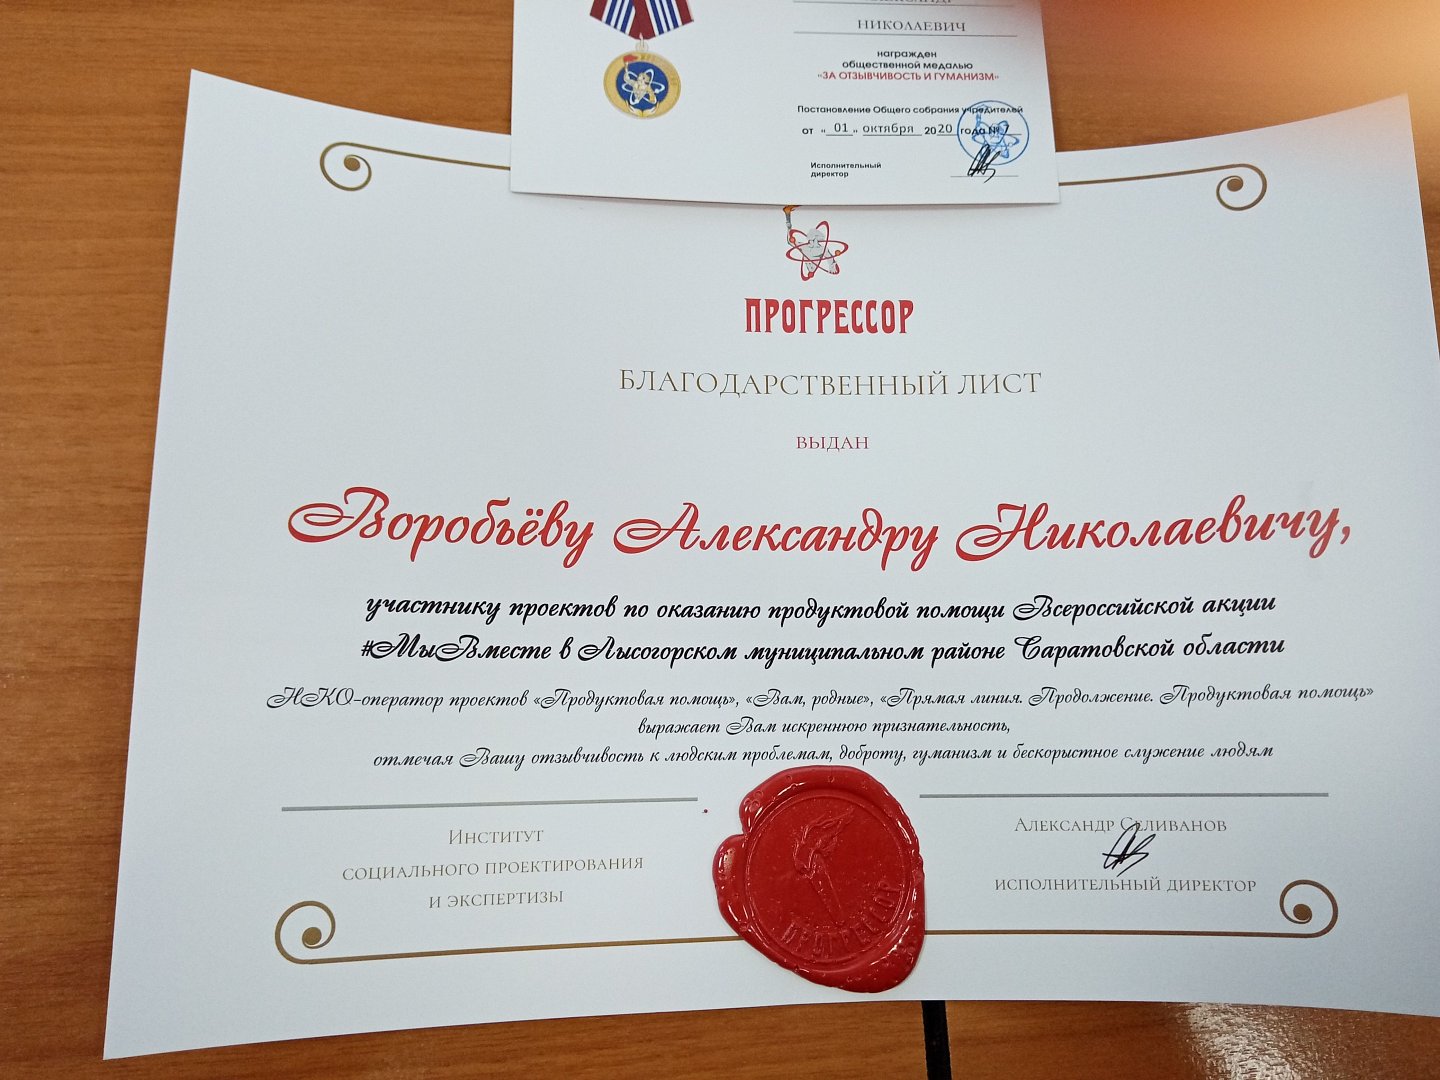 НИКОЛАЕВИЧ
награжден
общественной медалью
«ЗА ОТЗЫВЧИВОСТЬ И ГУМАНИЗМ»
Постановление Общего собрания учредителей
от "01" октября 2020 года № 7
Исполнительный
директор
ПРОГРЕССОР
БЛАГОДАРСТВЕННЫЙ ЛИСТ
ВЫДАН
Воробьёву Александру Николаевичу,
участнику проектов по оказанию продуктовой помощи Всероссийской акции
#МыВместе в Лысогорском муниципальном районе Саратовской области
НКО-оператор проектов «Продуктовая помощь», «Вам, родные», «Прямая линия. Продолжение. Продуктовая помощь»
выражает Вам искреннюю признательность,
отмечая Вашу отзывчивость к людским проблемам, доброту, гуманизм и бескорыстное служение людям
ИНСТИТУТ
СОЦИАЛЬНОГО ПРОЕКТИРОВАНИЯ
И ЭКСПЕРТИЗЫ
АЛЕКСАНДР СЕЛИВАНОВ
ИСПОЛНИТЕЛЬНЫЙ ДИРЕКТОР
ПРОГРЕССОР